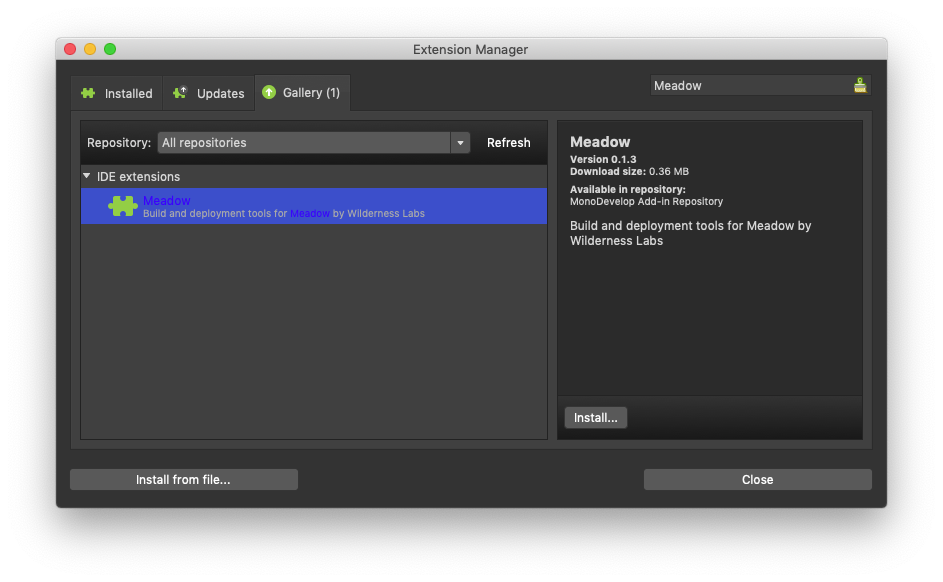 Extension Manager
Installed
Updates
Gallery (1)
Meadow
Repository:
All repositories
Refresh
IDE extensions
Meadow
Build and deployment tools for Meadow by Wilderness Labs
Meadow
Version 0.1.3
Download size: 0.36 MB
Available in repository:
MonoDevelop Add-in Repository
Build and deployment tools for Meadow by
Wilderness Labs
Install...
Install from file...
Close